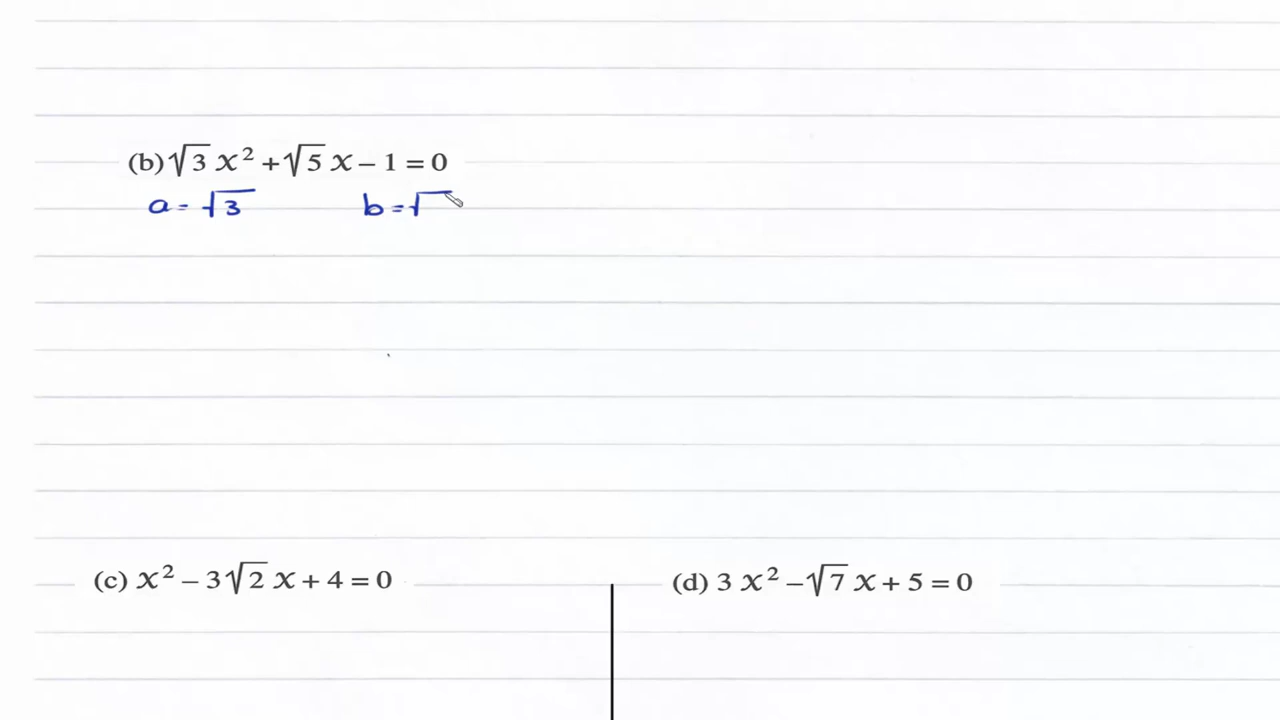 (b) √3 x² + √5 x − 1 = 0
a = √3 b = √
(c) x² − 3√2 x + 4 = 0
(d) 3 x² − √7 x + 5 = 0